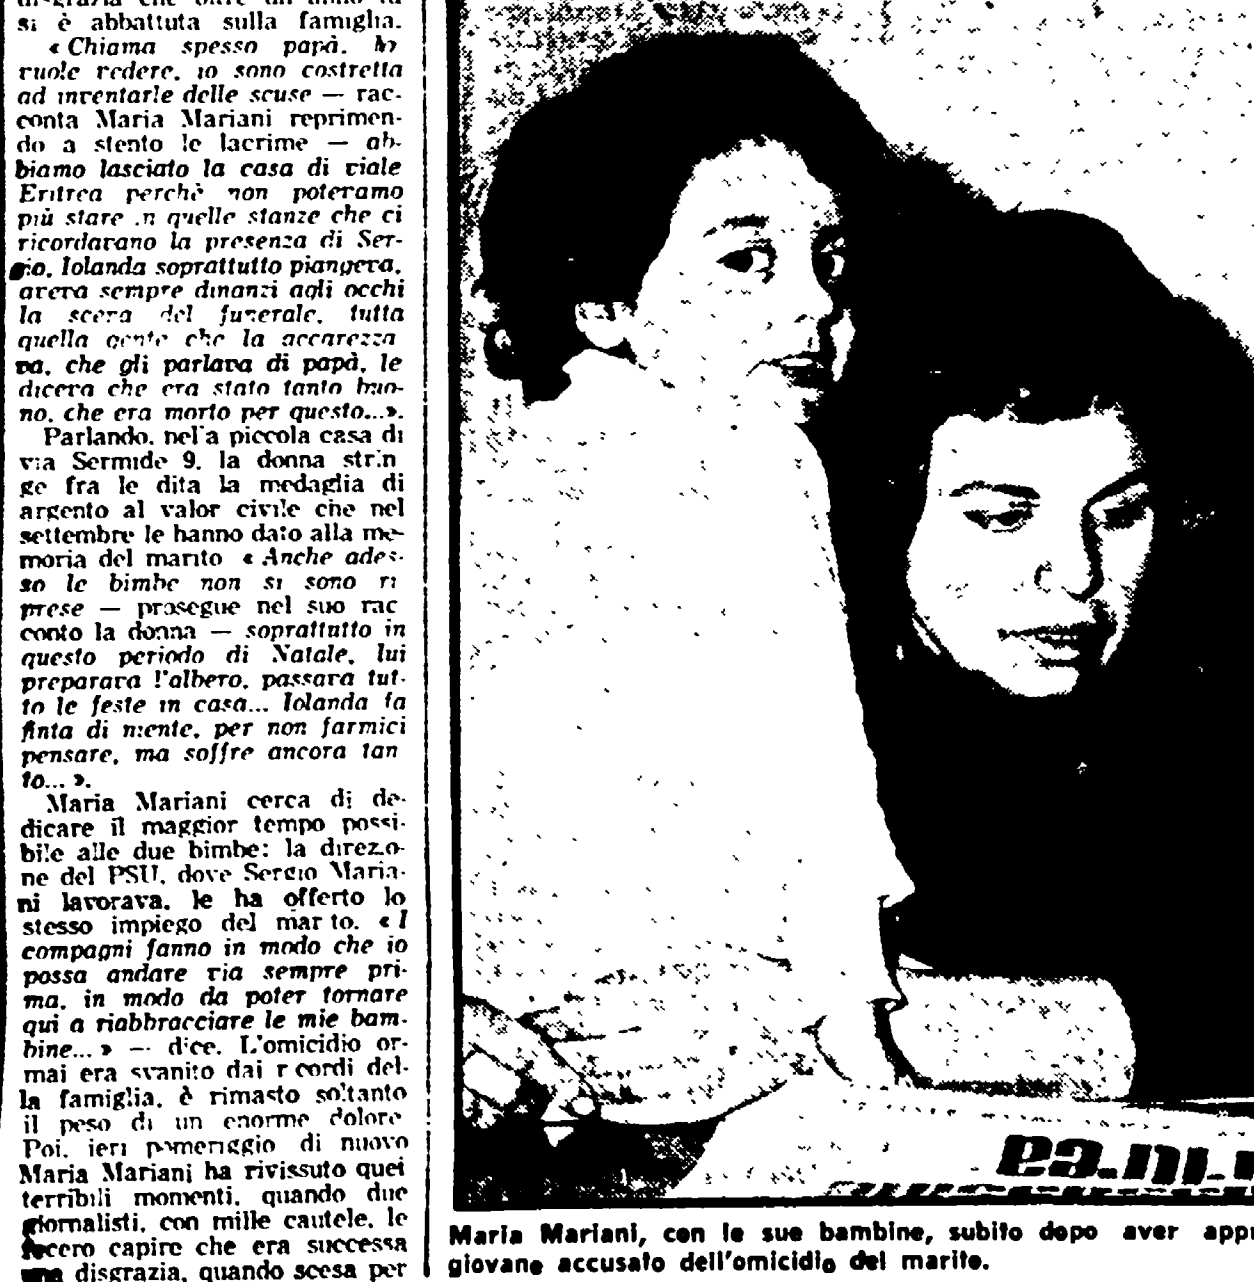 si è abbattuta sulla famiglia.
« Chiama spesso papà, lo
vuole vedere, io sono costretta
ad inventarle delle scuse — rac-
conta Maria Mariani reprimen-
do a stento le lacrime — ab-
biamo lasciato la casa di viale
Eritrea perchè non potevamo
più stare in quelle stanze che ci
ricordavano la presenza di Ser-
gio. Iolanda soprattutto piangeva,
aveva sempre dinanzi agli occhi
la scena del funerale, tutta
quella gente che la accarezza
va, che gli parlava di papà, le
diceva che era stato tanto buo-
no, che era morto per questo...».
Parlando, nella piccola casa di
via Sermide 9, la donna strin
ge fra le dita la medaglia di
argento al valor civile che nel
settembre le hanno dato alla me-
moria del marito « Anche ades-
so le bimbe non si sono ri
prese — prosegue nel suo rac
conto la donna — soprattutto in
questo periodo di Natale, lui
preparava l'albero, passava tut-
to le feste in casa... Iolanda fa
finta di niente, per non farmici
pensare, ma soffre ancora tan
to... ».
Maria Mariani cerca di de-
dicare il maggior tempo possi-
bile alle due bimbe: la direzio-
ne del PSU, dove Sergio Maria-
ni lavorava, le ha offerto lo
stesso impiego del marito. « I
compagni fanno in modo che io
possa andare via sempre pri-
ma, in modo da poter tornare
qui a riabbracciare le mie bam-
bine... » — dice. L'omicidio or-
mai era svanito dai ricordi del-
la famiglia, è rimasto soltanto
il peso di un enorme dolore
Poi, ieri pomeriggio di nuovo
Maria Mariani ha rivissuto quei
terribili momenti, quando due
giornalisti, con mille cautele, le
fecero capire che era successa
una disgrazia, quando scesa per
Maria Mariani, con le sue bambine, subito dopo aver appr
giovane accusato dell'omicidio del marito.